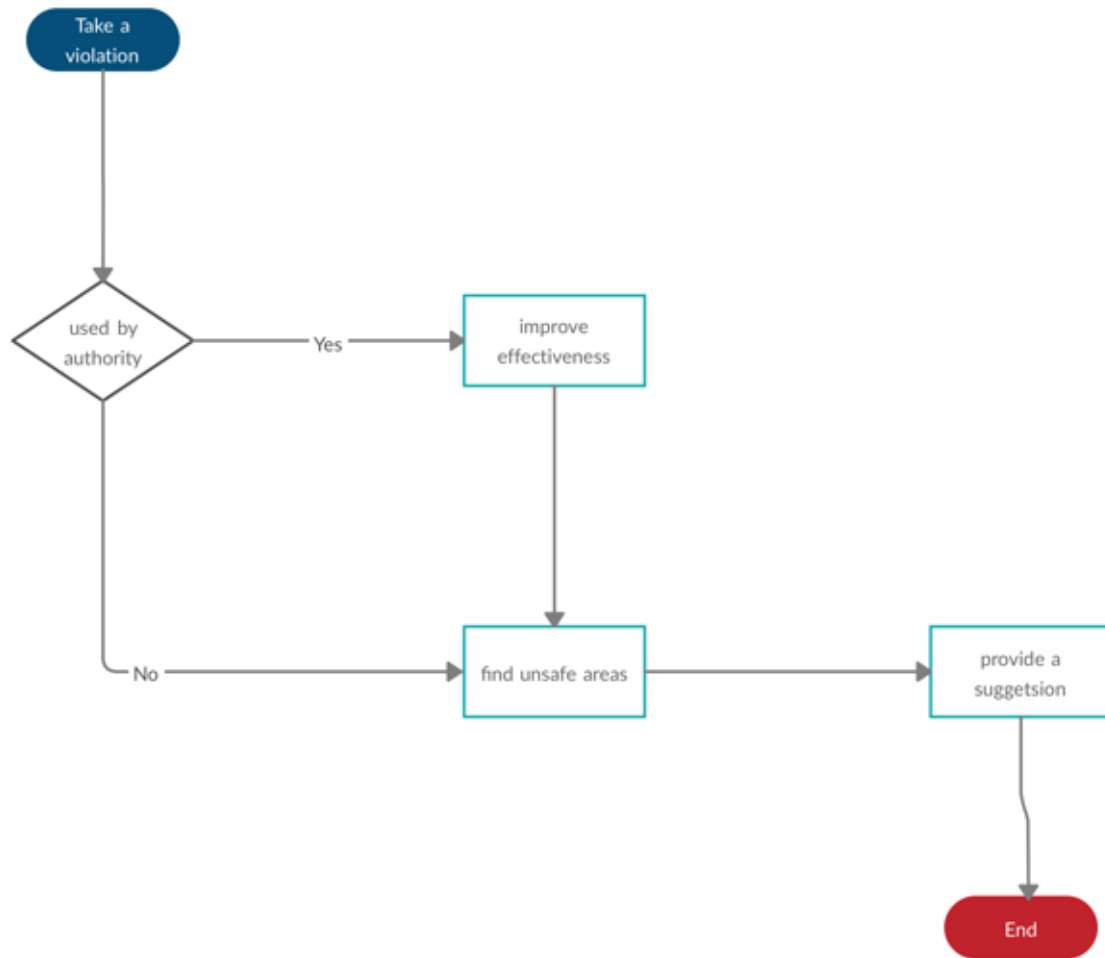 Take a
violation
used by
authority
Yes
improve
effectiveness
No
find unsafe areas
provide a
suggetsion
End